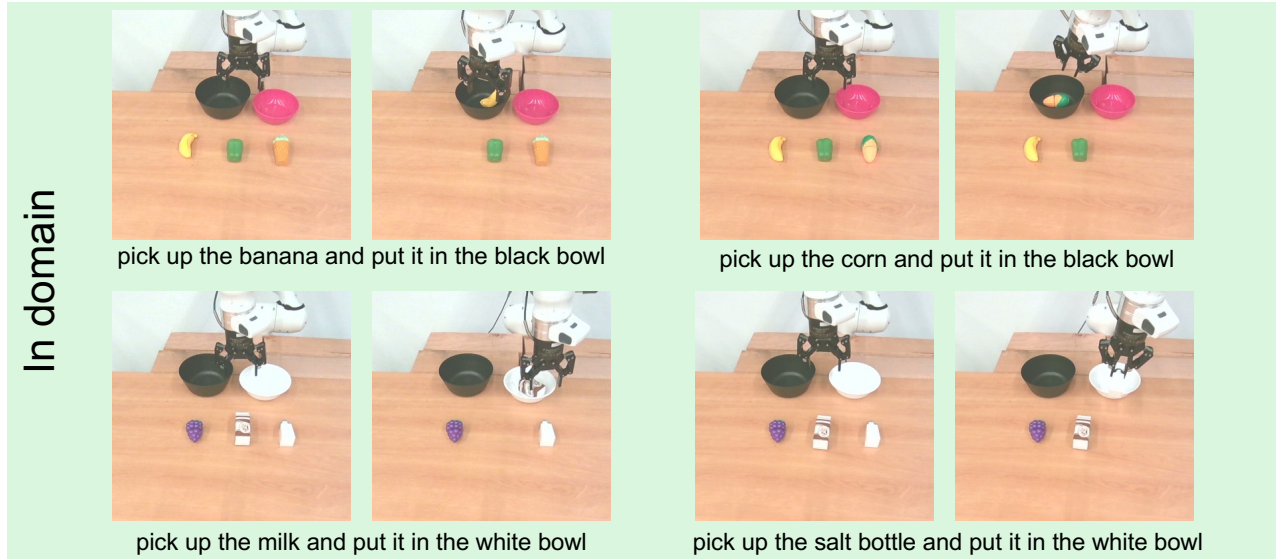 In domain
pick up the banana and put it in the black bowl
pick up the corn and put it in the black bowl
pick up the milk and put it in the white bowl
pick up the salt bottle and put it in the white bowl